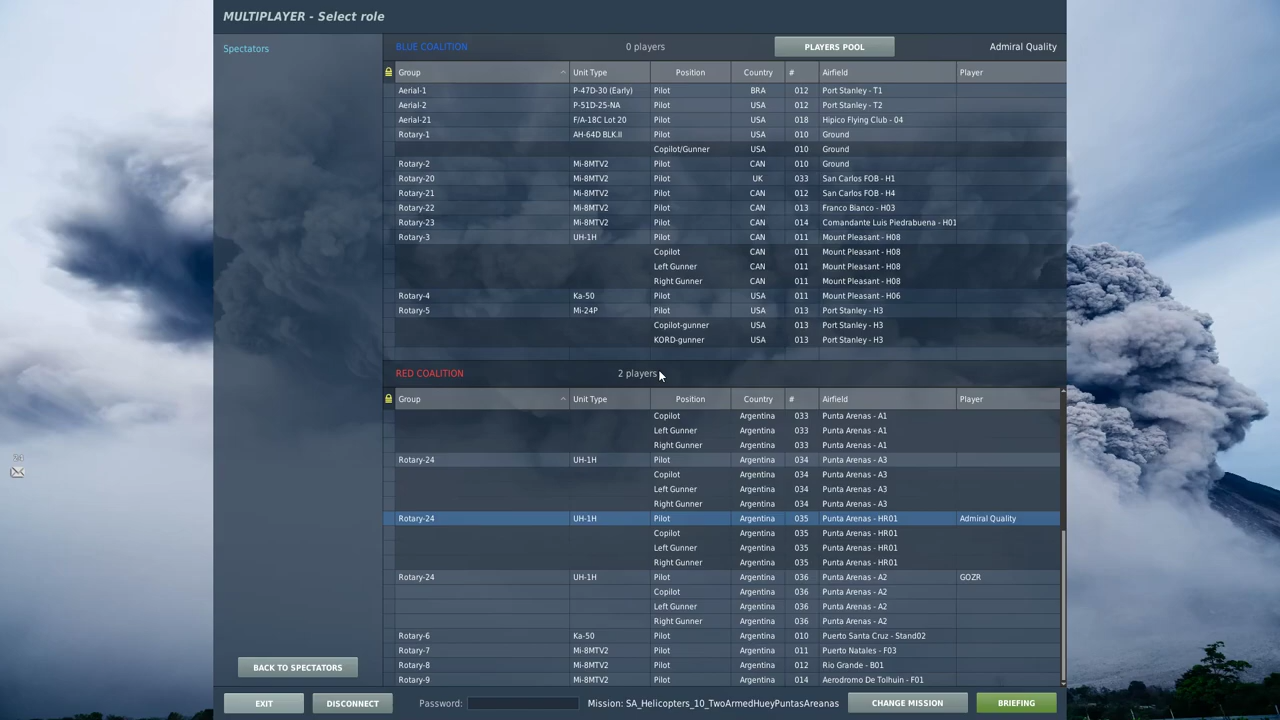 MULTIPLAYER - Select role
Spectators
BLUE COALITION 0 players PLAYERS POOL Admiral Quality
Group Unit Type Position Country # Airfield Player
Aerial-1 P-47D-30 (Early) Pilot BRA 012 Port Stanley - T1
Aerial-2 P-51D-25-NA Pilot USA 012 Port Stanley - T2
Aerial-21 F/A-18C Lot 20 Pilot USA 018 Hipico Flying Club - 04
Rotary-1 AH-64D BLK.II Pilot USA 010 Ground
Copilot/Gunner USA 010 Ground
Rotary-2 Mi-8MTV2 Pilot CAN 010 Ground
Rotary-20 Mi-8MTV2 Pilot UK 033 San Carlos FOB - H1
Rotary-21 Mi-8MTV2 Pilot CAN 012 San Carlos FOB - H4
Rotary-22 Mi-8MTV2 Pilot CAN 013 Franco Bianco - H03
Rotary-23 Mi-8MTV2 Pilot CAN 014 Comandante Luis Piedrabuena - H01
Rotary-3 UH-1H Pilot CAN 011 Mount Pleasant - H08
Copilot CAN 011 Mount Pleasant - H08
Left Gunner CAN 011 Mount Pleasant - H08
Right Gunner CAN 011 Mount Pleasant - H08
Rotary-4 Ka-50 Pilot USA 011 Mount Pleasant - H06
Rotary-5 Mi-24P Pilot USA 013 Port Stanley - H3
Copilot-gunner USA 013 Port Stanley - H3
KORD-gunner USA 013 Port Stanley - H3
RED COALITION 2 players
Group Unit Type Position Country # Airfield Player
Copilot Argentina 033 Punta Arenas - A1
Left Gunner Argentina 033 Punta Arenas - A1
Right Gunner Argentina 033 Punta Arenas - A1
Rotary-24 UH-1H Pilot Argentina 034 Punta Arenas - A3
Copilot Argentina 034 Punta Arenas - A3
Left Gunner Argentina 034 Punta Arenas - A3
Right Gunner Argentina 034 Punta Arenas - A3
Rotary-24 UH-1H Pilot Argentina 035 Punta Arenas - HR01 Admiral Quality
Copilot Argentina 035 Punta Arenas - HR01
Left Gunner Argentina 035 Punta Arenas - HR01
Right Gunner Argentina 035 Punta Arenas - HR01
Rotary-24 UH-1H Pilot Argentina 036 Punta Arenas - A2 GOZR
Copilot Argentina 036 Punta Arenas - A2
Left Gunner Argentina 036 Punta Arenas - A2
Right Gunner Argentina 036 Punta Arenas - A2
Rotary-6 Ka-50 Pilot Argentina 010 Puerto Santa Cruz - Stand02
Rotary-7 Mi-8MTV2 Pilot Argentina 011 Puerto Natales - F03
Rotary-8 Mi-8MTV2 Pilot Argentina 012 Rio Grande - B01
Rotary-9 Mi-8MTV2 Pilot Argentina 014 Aerodromo De Tolhuin - F01
BACK TO SPECTATORS
EXIT DISCONNECT Password: Mission: SA_Helicopters_10_TwoArmedHueyPuntasAreanas CHANGE MISSION BRIEFING